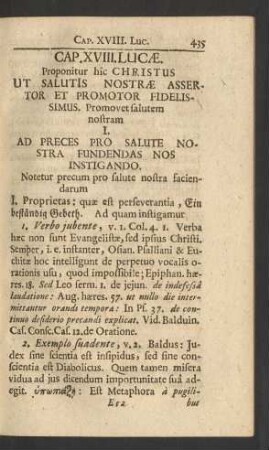 CAP. XVIII. Luc. 435
CAP. XVIII. LUCÆ.
Proponitur hic CHRISTUS
UT SALUTIS NOSTRÆ ASSER-
TOR ET PROMOTOR FIDELIS-
SIMUS. Promovet salutem
nostram
I.
AD PRECES PRO SALUTE NO-
STRA FUNDENDAS NOS
INSTIGANDO.
Notetur precum pro salute nostra facien-
darum
I. Proprietas: quæ est perseverantia, Ein
beständig Gebeth. Ad quam instigamur
1. Verbo jubente, v. 1. Col. 4. 1. Verba
hæc non sunt Evangelistæ, sed ipsius Christi.
Semper, i. e. instanter, Osian. Psalliani & Eu-
chitæ hoc intelligunt de perpetuo vocalis o-
rationis usu, quod impossibile; Epiphan. hæ-
res. 18. Sed Leo serm. 1. de jejun. de indefessâ
laudatione: Aug. hæres. 57. ut nullo die inter-
mittantur orandi tempora: In Ps. 37. de con-
tinuo desiderio precandi explicat. Vid. Balduin.
Cas. Consc. Cas. 12. de Oratione.
2. Exemplo suadente, v. 2. Baldus: Ju-
dex sine scientia est insipidus, sed sine con-
scientia est Diabolicus. Quem tamen misera
vidua ad jus dicendum importunitate suâ ad-
egit. ὑπωπιάζῃ: Est Metaphora à pugili-
Ee 2 bus